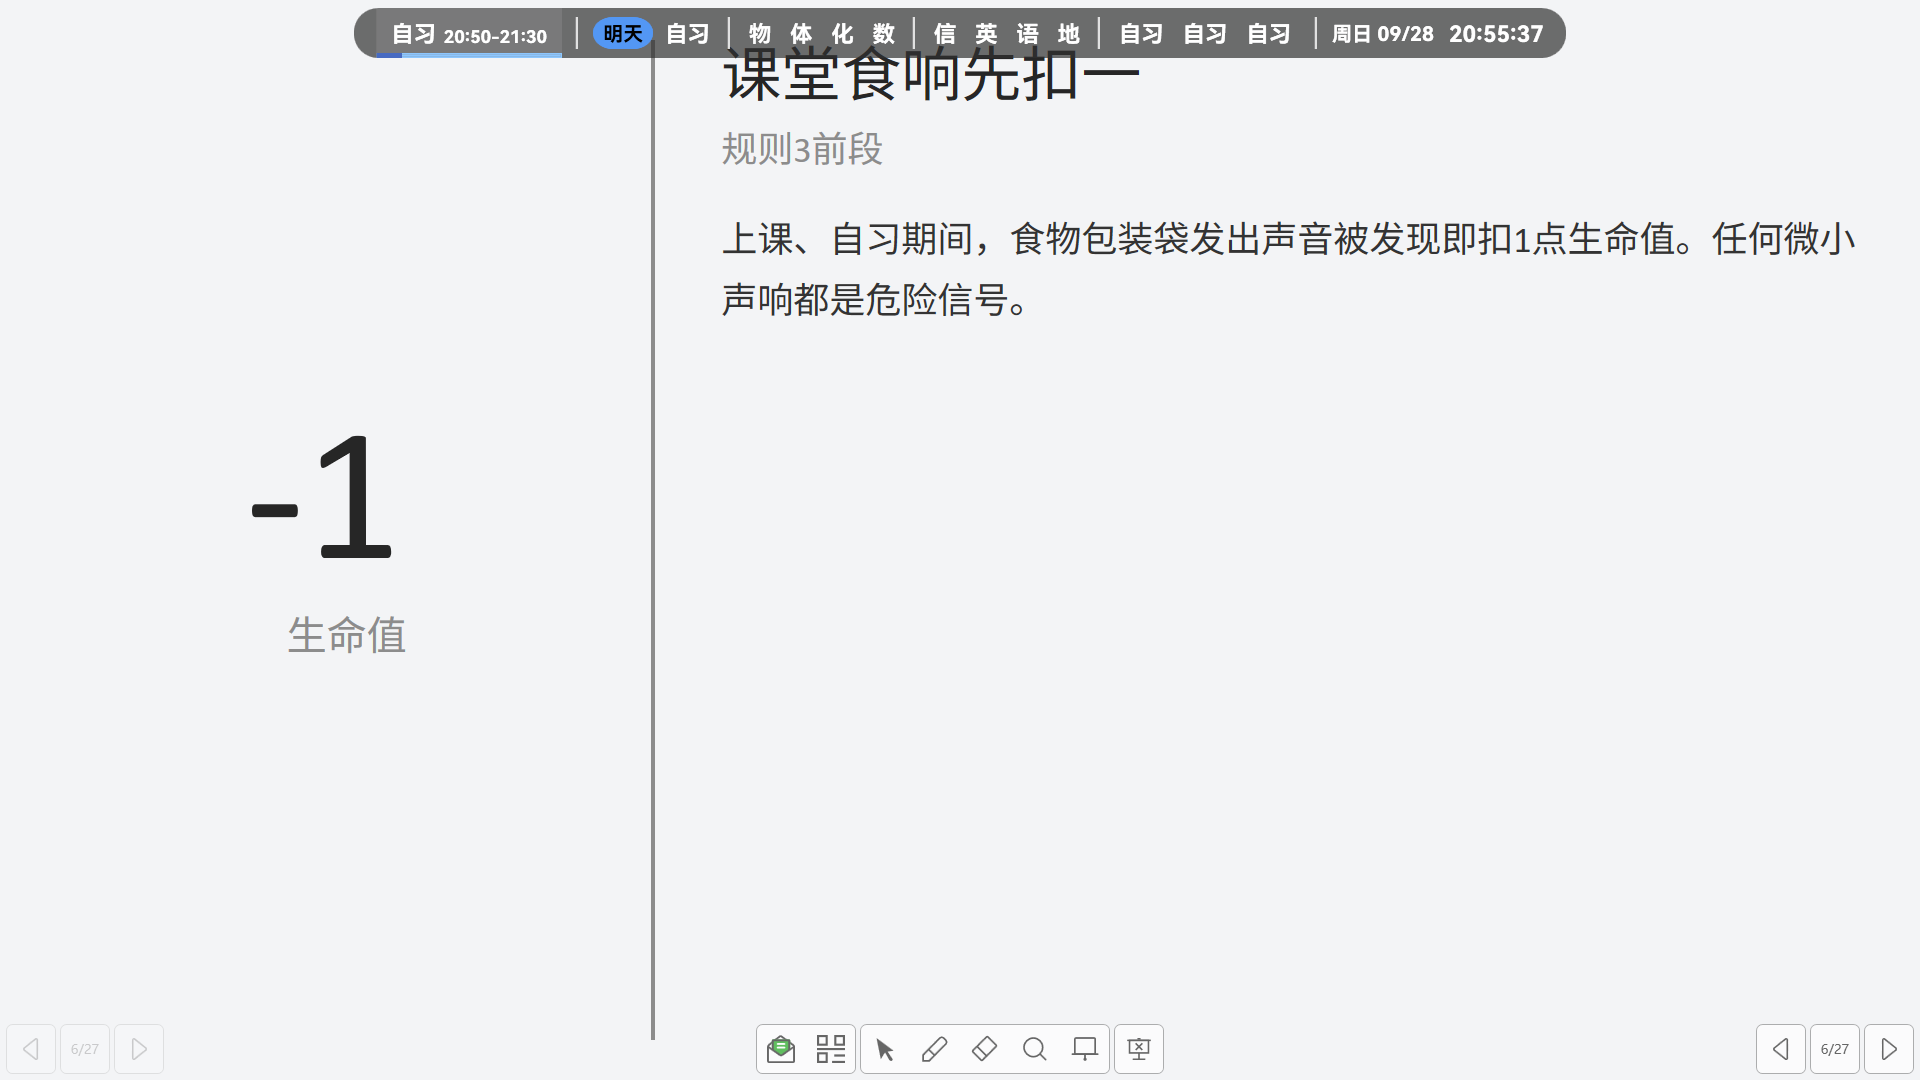 自习 20:50-21:30 明天 自习 物 体 化 数 信 英 语 地 自习 自习 自习 周日 09/28 20:55:37
课堂食响先扣一
规则3前段
上课、自习期间，食物包装袋发出声音被发现即扣1点生命值。任何微小
声响都是危险信号。
-1
生命值
6/27
6/27